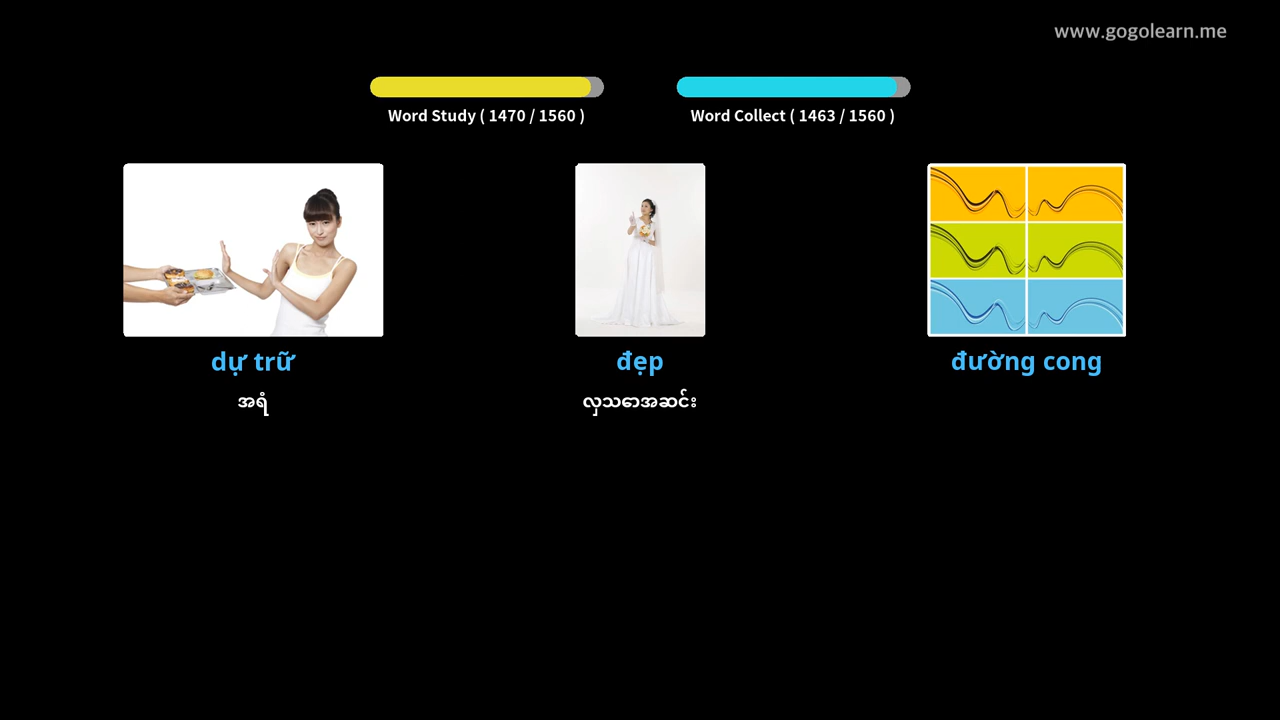 www.gogolearn.me
Word Study ( 1470 / 1560 )
Word Collect ( 1463 / 1560 )
dự trữ
đẹp
đường cong
အရံ
လှသောအဆင်း